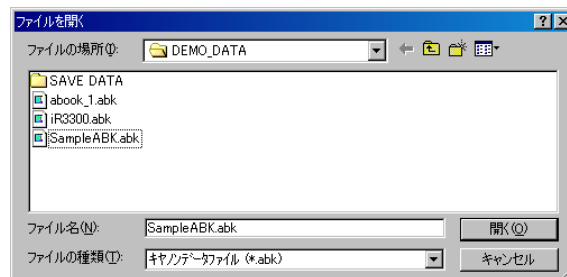 ファイルを開く
ファイルの場所(I): DEMO_DATA
SAVE DATA
abook_1.abk
iR3300.abk
SampleABK.abk
ファイル名(N): SampleABK.abk 開く(O)
ファイルの種類(T): キヤノンデータファイル (*.abk) キャンセル